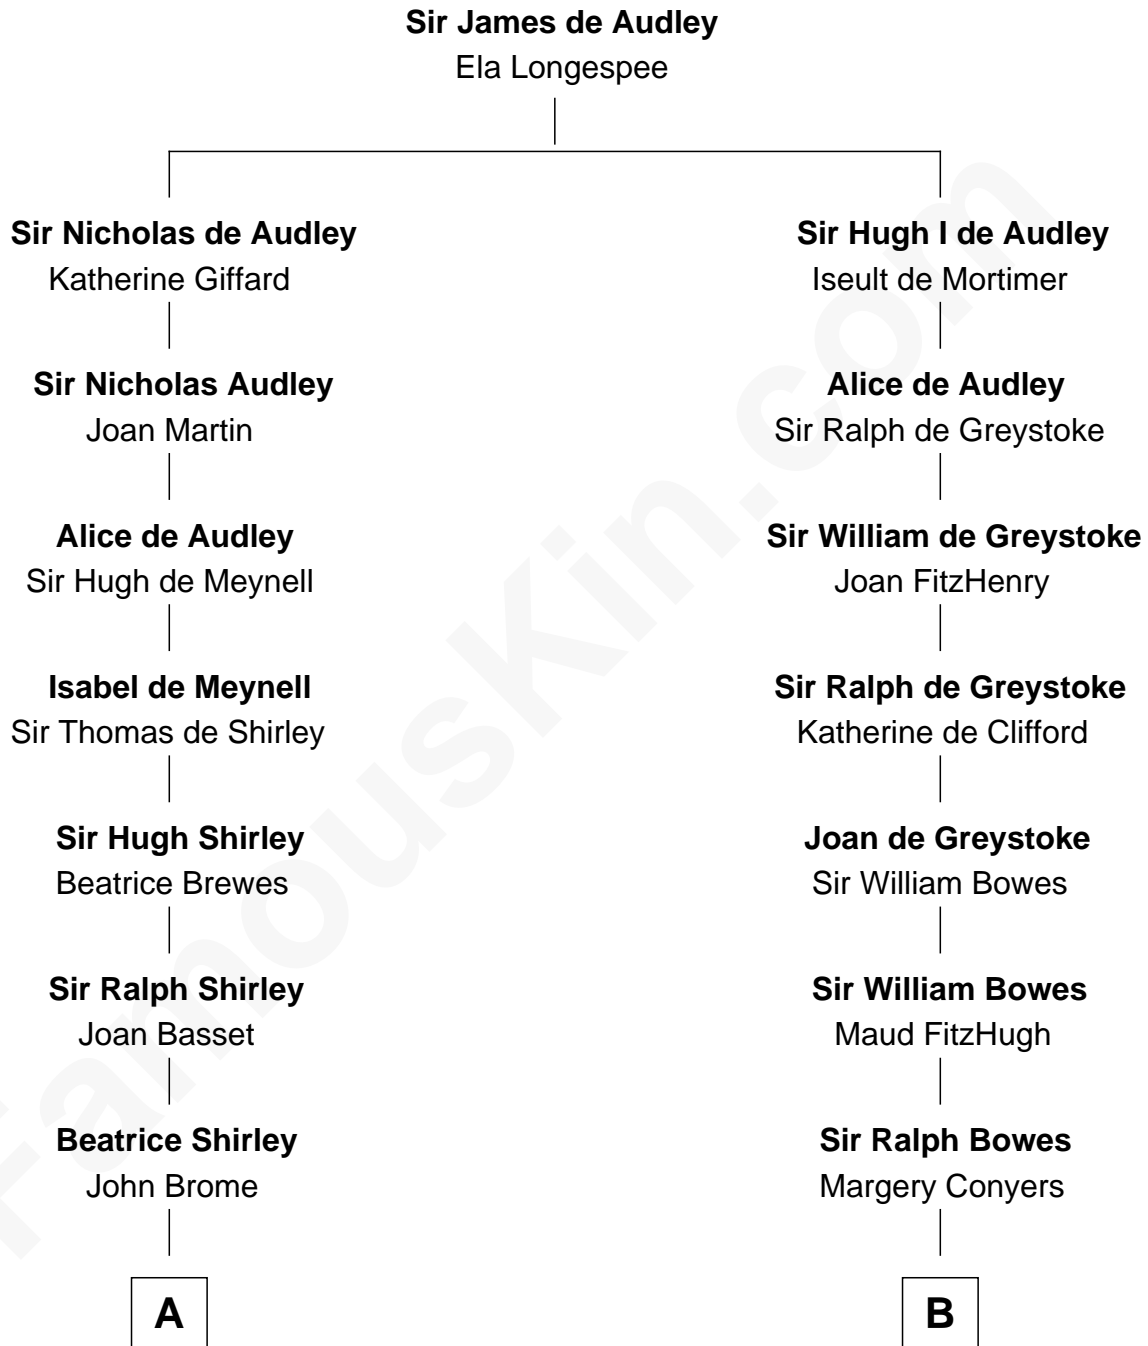 Sir James de Audley
Ela Longespee
Sir Nicholas de Audley
Katherine Giffard
Sir Hugh I de Audley
Iseult de Mortimer
Sir Nicholas Audley
Joan Martin
Alice de Audley
Sir Ralph de Greystoke
Alice de Audley
Sir Hugh de Meynell
Sir William de Greystoke
Joan FitzHenry
Isabel de Meynell
Sir Thomas de Shirley
Sir Ralph de Greystoke
Katherine de Clifford
Sir Hugh Shirley
Beatrice Brewes
Joan de Greystoke
Sir William Bowes
Sir Ralph Shirley
Joan Basset
Sir William Bowes
Maud FitzHugh
Beatrice Shirley
John Brome
Sir Ralph Bowes
Margery Conyers
A
B
FamousKin.com